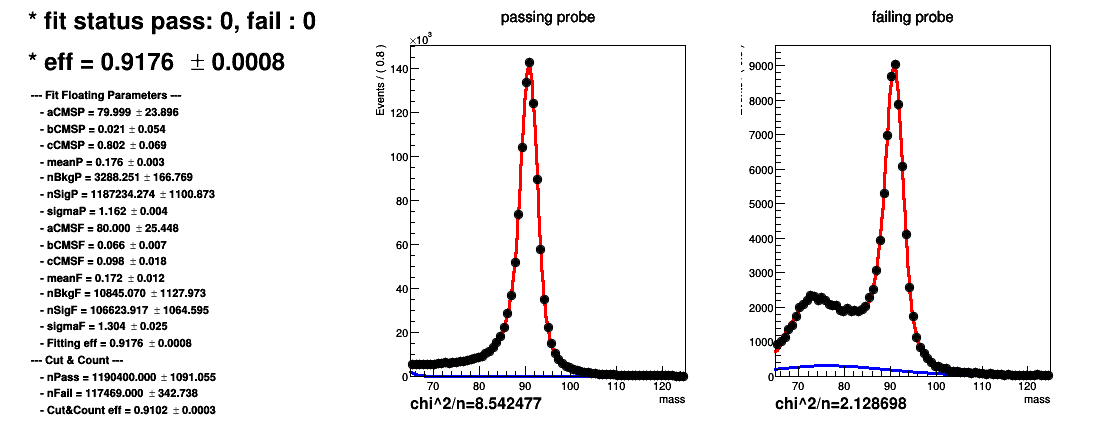 * fit status pass: 0, fail : 0
* eff = 0.9176 ± 0.0008
--- Fit Floating Parameters ---
- aCMSP = 79.999 ± 23.896
- bCMSP = 0.021 ± 0.054
- cCMSP = 0.802 ± 0.069
- meanP = 0.176 ± 0.003
- nBkgP = 3288.251 ± 166.769
- nSigP = 1187234.274 ± 1100.873
- sigmaP = 1.162 ± 0.004
- aCMSF = 80.000 ± 25.448
- bCMSF = 0.066 ± 0.007
- cCMSF = 0.098 ± 0.018
- meanF = 0.172 ± 0.012
- nBkgF = 10845.070 ± 1127.973
- nSigF = 106623.917 ± 1064.595
- sigmaF = 1.304 ± 0.025
- Fitting eff = 0.9176 ± 0.0008
--- Cut & Count ---
- nPass = 1190400.000 ± 1091.055
- nFail = 117469.000 ± 342.738
- Cut&Count eff = 0.9102 ± 0.0003
passing probe
×10³
Events / ( 0.8 )
140
120
100
80
60
40
20
0
70 80 90 100 110 120
mass
chi^2/n=8.542477
failing probe
9000
8000
7000
6000
5000
4000
3000
2000
1000
0
70 80 90 100 110 120
mass
chi^2/n=2.128698